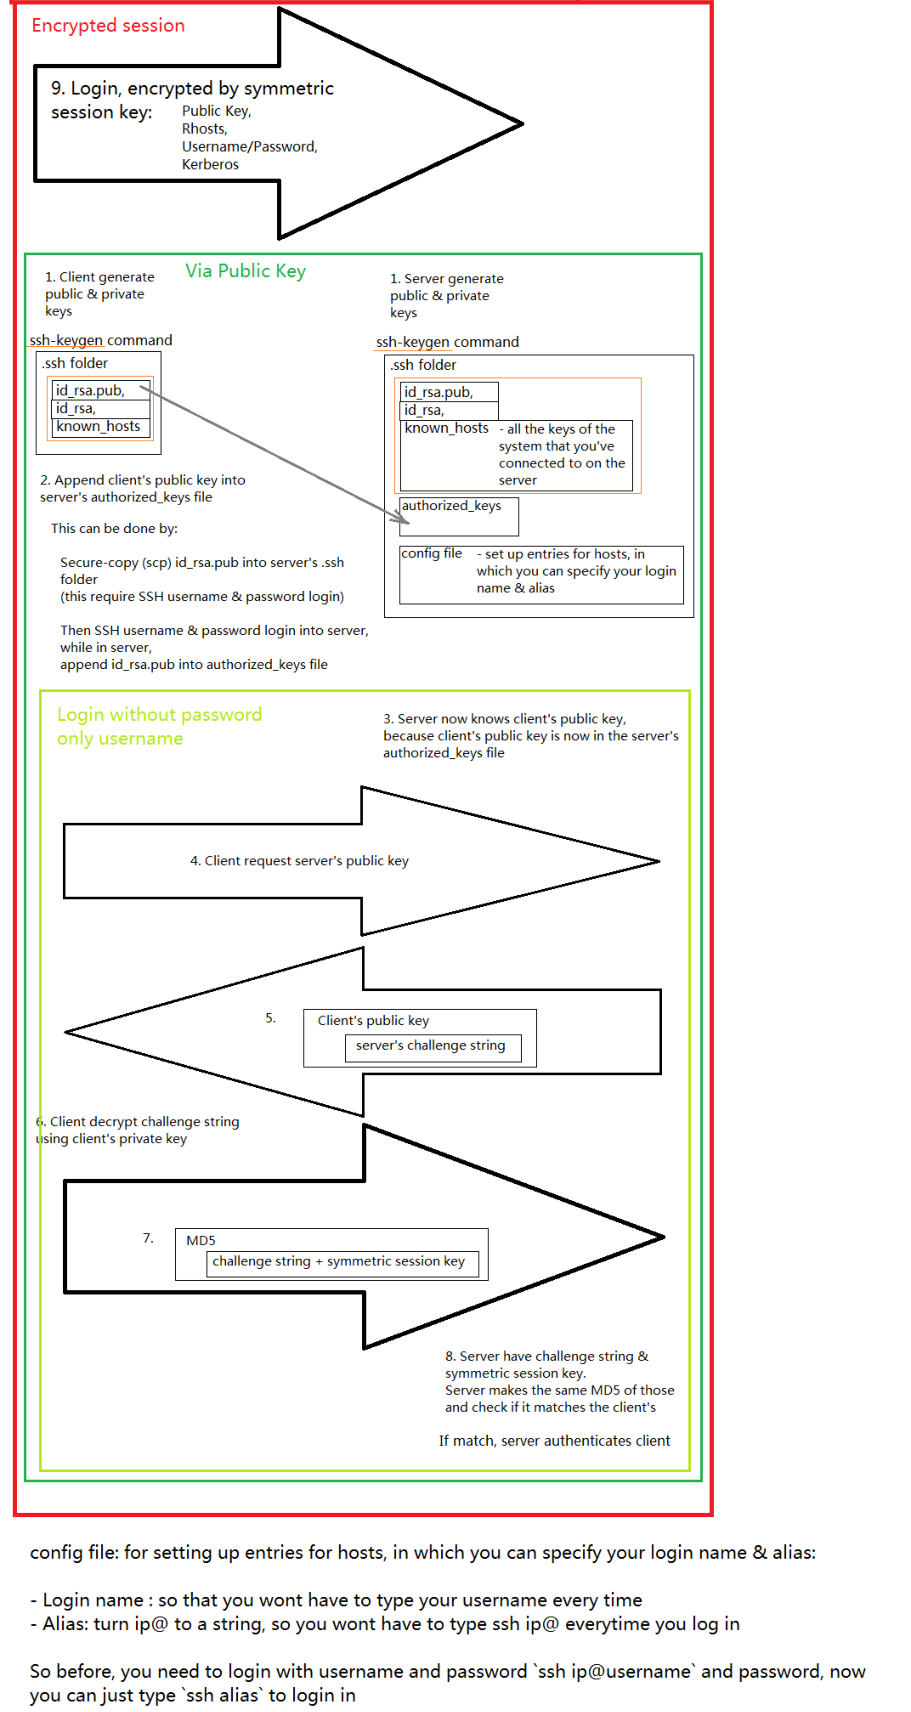 Encrypted session
9. Login, encrypted by symmetric
session key:
Public Key,
Rhosts,
Username/Password,
Kerberos
Via Public Key
1. Client generate
public & private
keys
ssh-keygen command
.ssh folder
id_rsa.pub,
id_rsa,
known_hosts
1. Server generate
public & private
keys
ssh-keygen command
.ssh folder
id_rsa.pub,
id_rsa,
known_hosts
- all the keys of the
system that you've
connected to on the
server
authorized_keys
config file
- set up entries for hosts, in
which you can specify your login
name & alias
2. Append client's public key into
server's authorized_keys file
This can be done by:
Secure-copy (scp) id_rsa.pub into server's .ssh
folder
(this require SSH username & password login)
Then SSH username & password login into server,
while in server,
append id_rsa.pub into authorized_keys file
Login without password
only username
3. Server now knows client's public key,
because client's public key is now in the server's
authorized_keys file
4. Client request server's public key
5.
Client's public key
server's challenge string
6. Client decrypt challenge string
using client's private key
7.
MD5
challenge string + symmetric session key
8. Server have challenge string &
symmetric session key.
Server makes the same MD5 of those
and check if it matches the client's
If match, server authenticates client
config file: for setting up entries for hosts, in which you can specify your login name & alias:
- Login name : so that you wont have to type your username every time
- Alias: turn ip@ to a string, so you wont have to type ssh ip@ everytime you log in
So before, you need to login with username and password `ssh ip@username` and password, now
you can just type `ssh alias` to login in